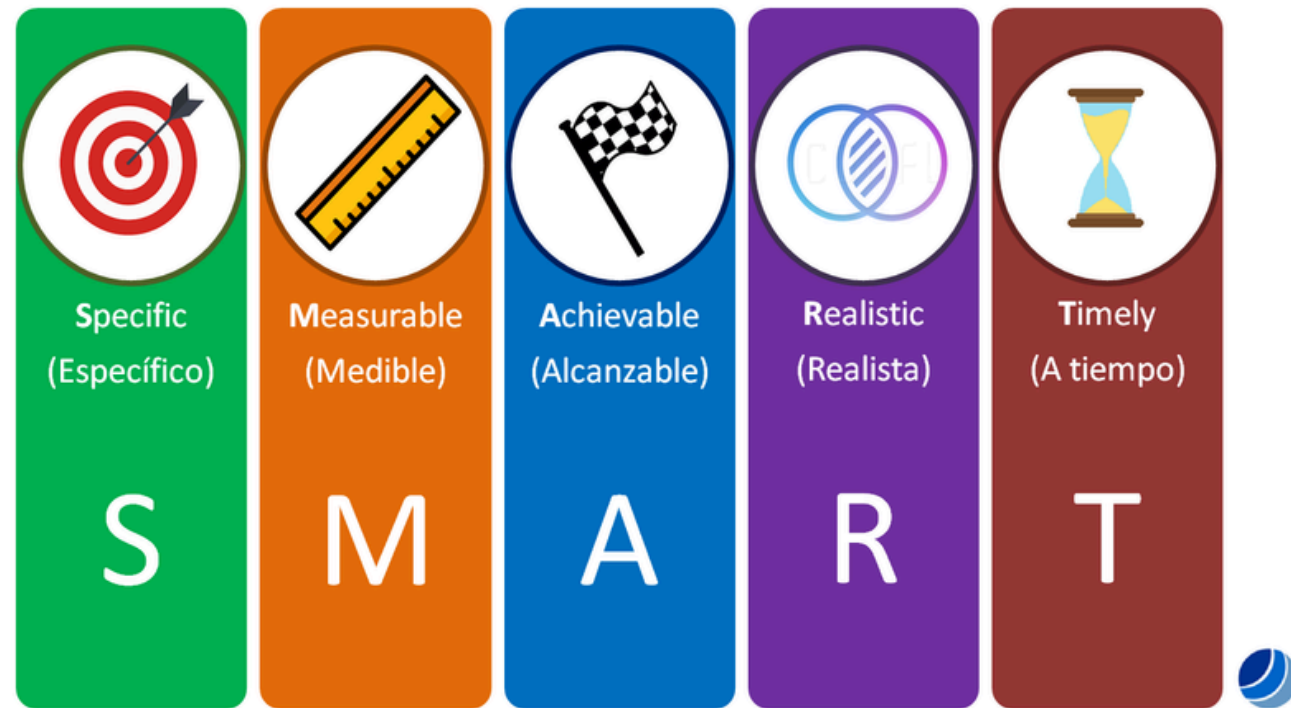 Specific
(Específico)
S
Measurable
(Medible)
M
Achievable
(Alcanzable)
A
Realistic
(Realista)
R
Timely
(A tiempo)
T